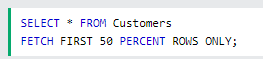 SELECT * FROM Customers
FETCH FIRST 50 PERCENT ROWS ONLY;